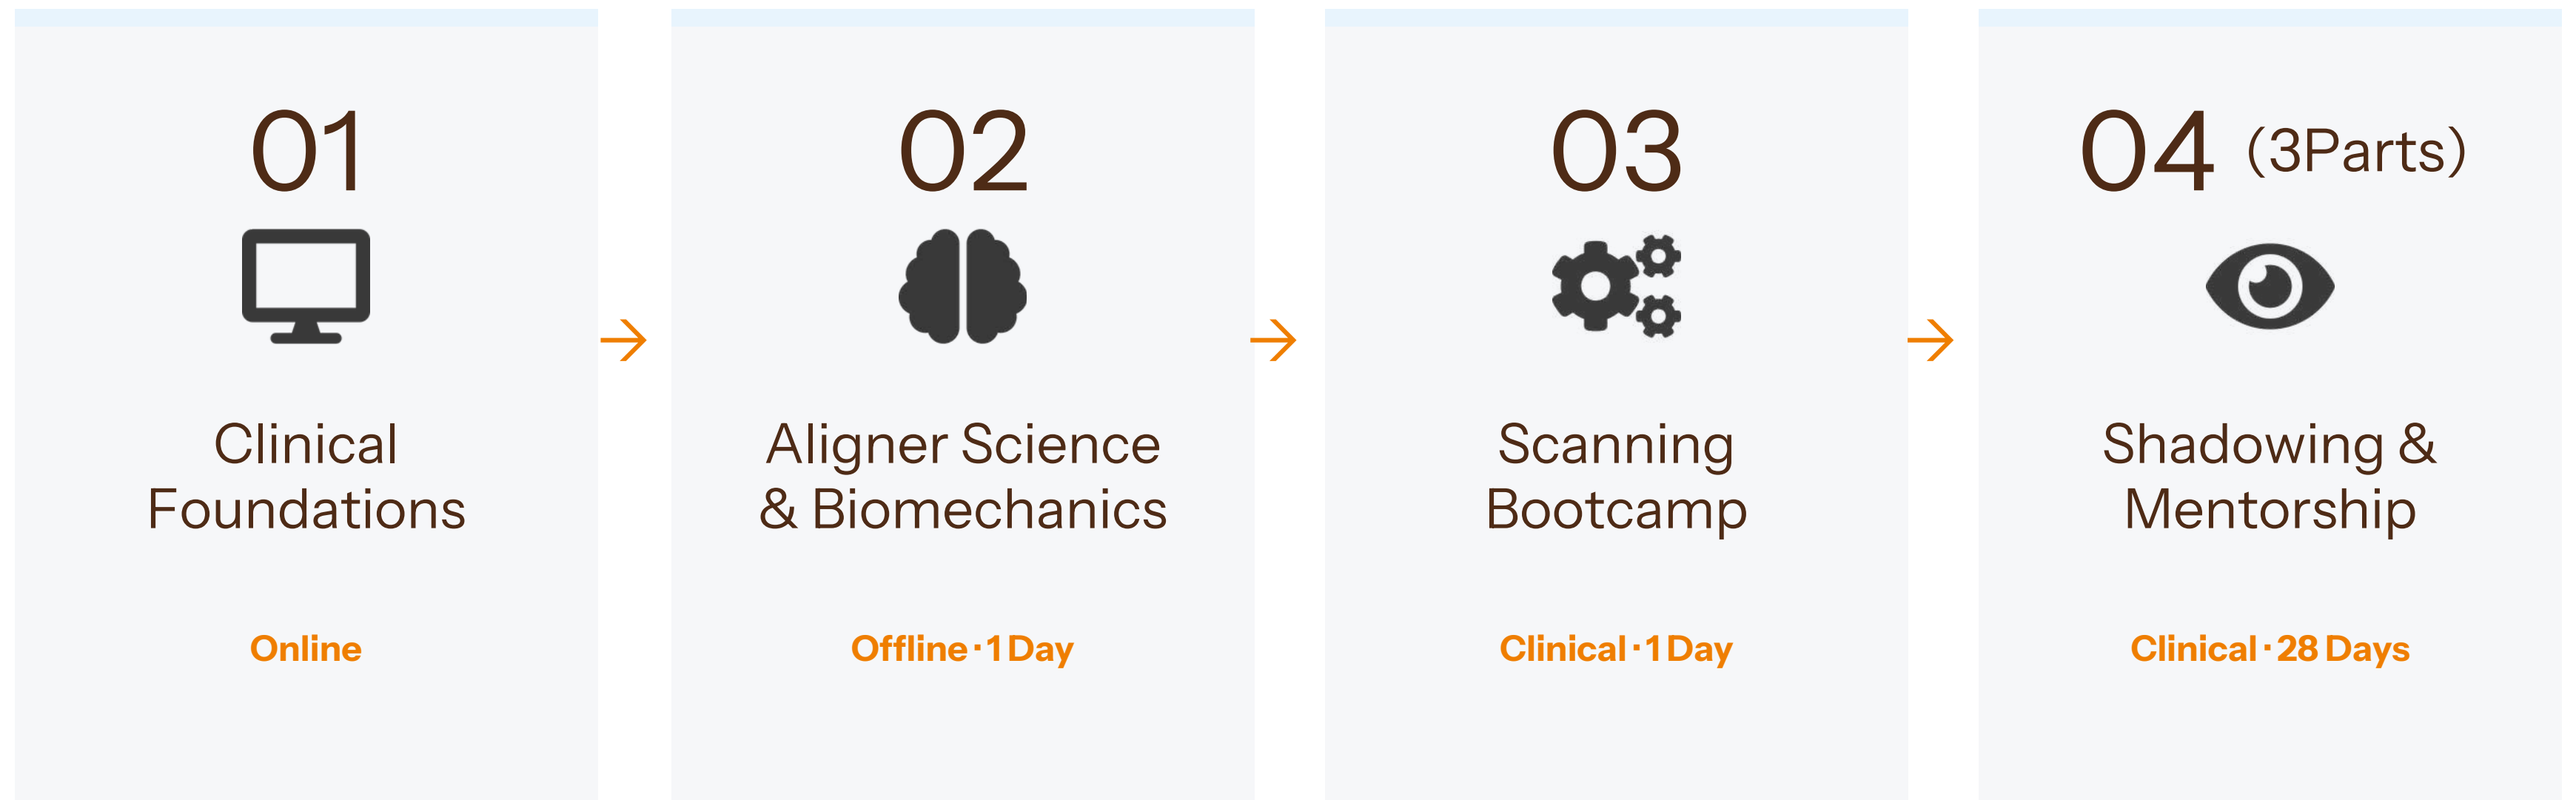 01
Clinical
Foundations
Online
02
Aligner Science
& Biomechanics
Offline · 1 Day
03
Scanning
Bootcamp
Clinical · 1 Day
04 (3Parts)
Shadowing &
Mentorship
Clinical · 28 Days